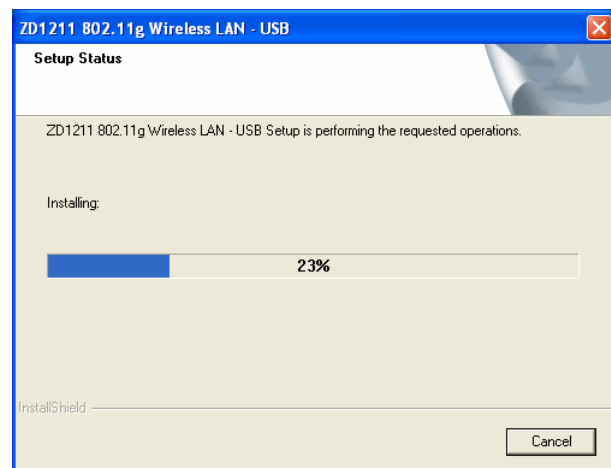 ZD1211 802.11g Wireless LAN - USB
Setup Status
ZD1211 802.11g Wireless LAN - USB Setup is performing the requested operations.
Installing:
23%
InstallShield
Cancel